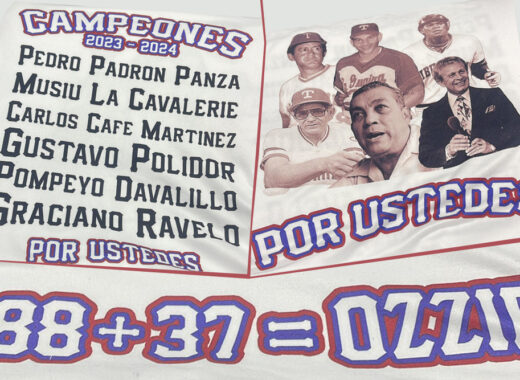 CAMPEONES
2023 - 2024
PEDRO PADRON PANZA
MUSIU LA CAVALERIE
CARLOS CAFE MARTINEZ
GUSTAVO POLIDOR
POMPEYO DAVALILLO
GRACIANO RAVELO
POR USTEDES
POR USTEDES
88+37=OZZIE